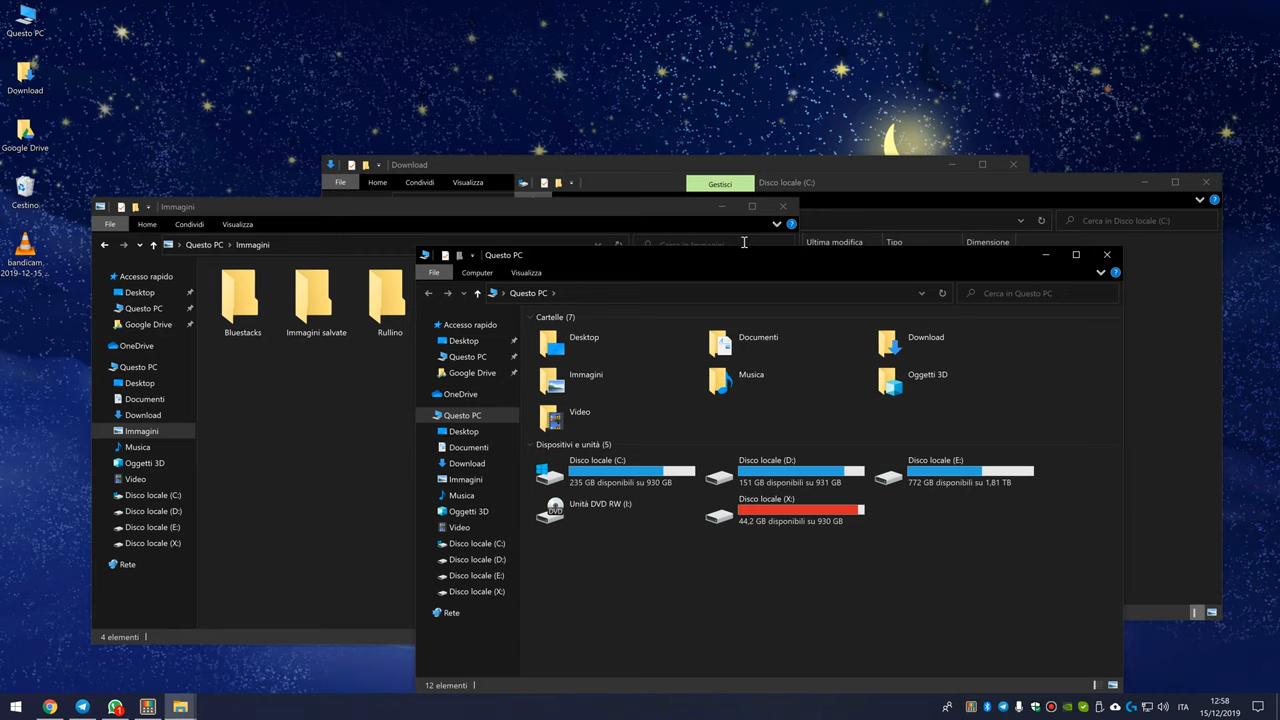 Questo PC
Download
Google Drive
Cestino
bandicam
2019-12-15...
Download
File Home Condividi Visualizza
Gestisci Disco locale (C:)
Cerca in Disco locale (C:)
Ultima modifica Tipo Dimensione
Immagini
File Home Condividi Visualizza
Questo PC Immagini
Cerca in Immagini
Accesso rapido
Desktop
Questo PC
Google Drive
OneDrive
Questo PC
Desktop
Documenti
Download
Immagini
Musica
Oggetti 3D
Video
Disco locale (C:)
Disco locale (D:)
Disco locale (E:)
Disco locale (X:)
Rete
Bluestacks Immagini salvate Rullino
4 elementi
Questo PC
File Computer Visualizza
Questo PC
Cerca in Questo PC
Accesso rapido
Desktop
Questo PC
Google Drive
OneDrive
Questo PC
Desktop
Documenti
Download
Immagini
Musica
Oggetti 3D
Video
Disco locale (C:)
Disco locale (D:)
Disco locale (E:)
Disco locale (X:)
Rete
Cartelle (7)
Desktop Documenti Download
Immagini Musica Oggetti 3D
Video
Dispositivi e unità (5)
Disco locale (C:) Disco locale (D:) Disco locale (E:)
235 GB disponibili su 930 GB 151 GB disponibili su 931 GB 772 GB disponibili su 1,81 TB
Unità DVD RW (I:) Disco locale (X:)
DVD
44,2 GB disponibili su 930 GB
12 elementi
1
ITA
12:58
15/12/2019